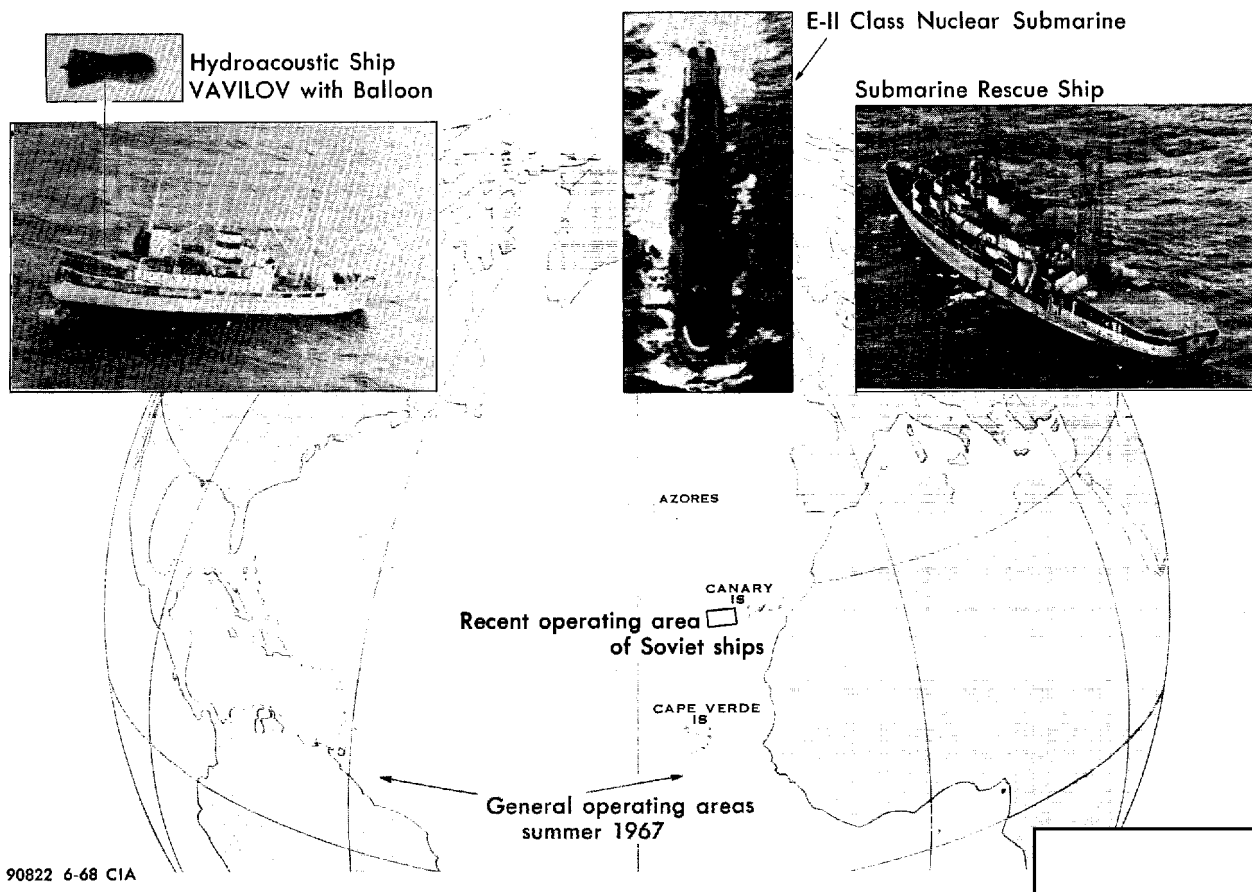 E-II Class Nuclear Submarine
Hydroacoustic Ship
VAVILOV with Balloon
Submarine Rescue Ship
AZORES
CANARY
IS
Recent operating area
of Soviet ships
CAPE VERDE
IS
General operating areas
summer 1967
90822 6-68 CIA